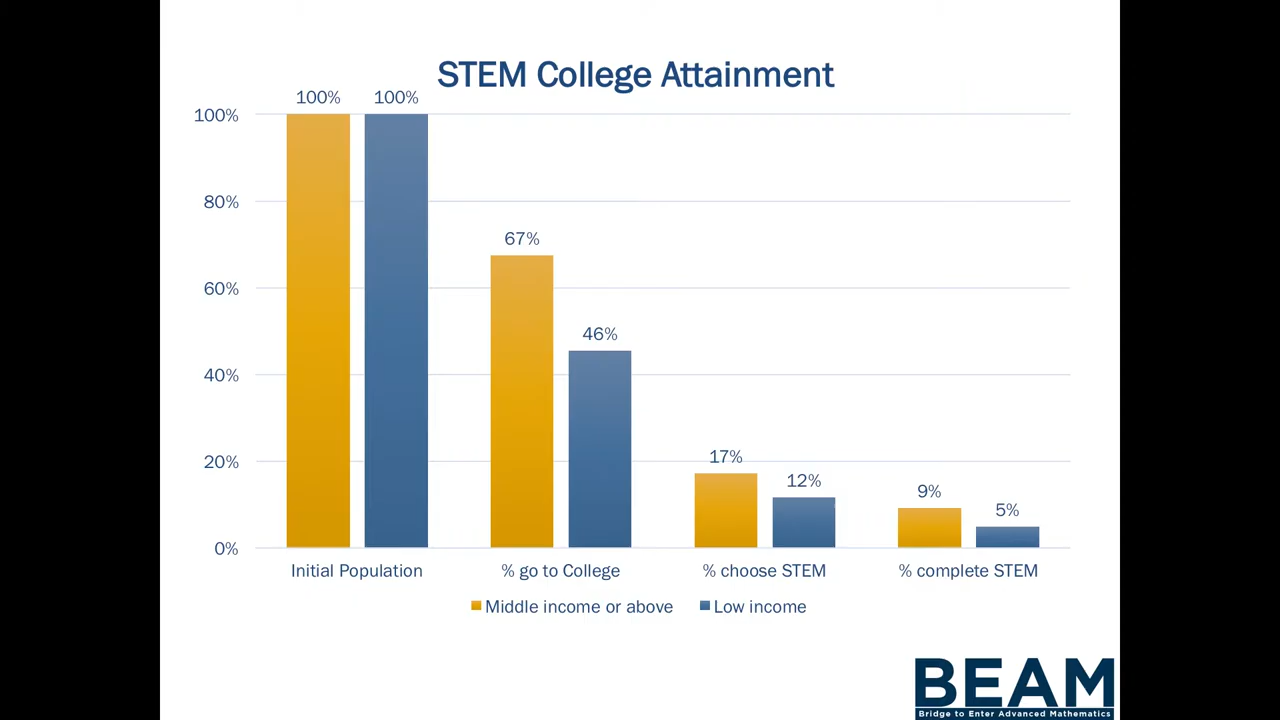 STEM College Attainment
100% 100%
100%
80%
67%
60%
46%
40%
20%
17%
12%
9%
5%
0%
Initial Population % go to College % choose STEM % complete STEM
Middle income or above Low income
BEAM
Bridge to Enter Advanced Mathematics